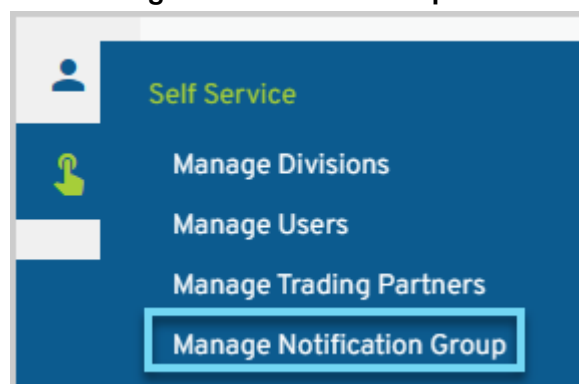 Self Service
Manage Divisions
Manage Users
Manage Trading Partners
Manage Notification Group